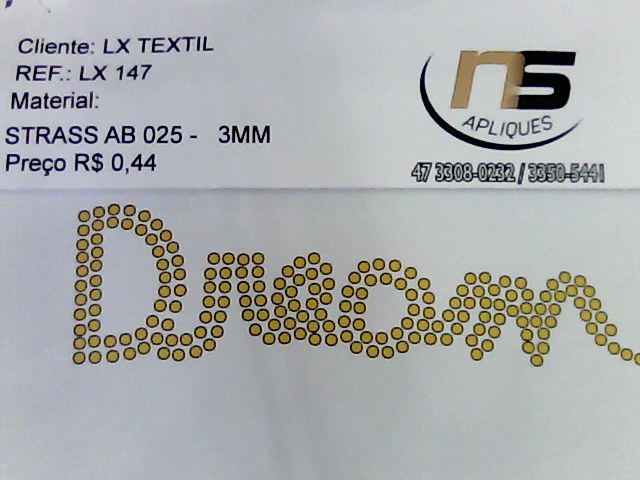 Cliente: LX TEXTIL
REF.: LX 147
Material:
STRASS AB 025 - 3MM
Preço R$ 0,44
ns
APLIQUES
47 3308-0232 / 3350-5441
Dream